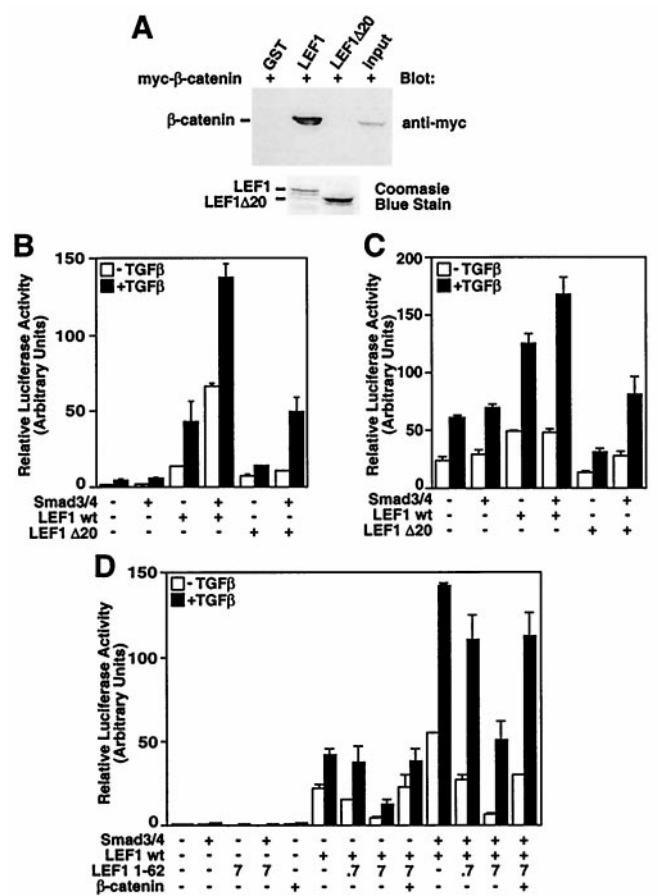 A
GST
LEF1
LEF1Δ20
Input
myc-β-catenin + + + + Blot:
β-catenin
anti-myc
LEF1
LEF1Δ20
Coomasie
Blue Stain
B
Relative Luciferase Activity
(Arbitrary Units)
150
100
50
0
- TGFβ
+TGFβ
Smad3/4 - + - + - +
LEF1 wt - - + + - -
LEF1 Δ20 - - - - + +
C
Relative Luciferase Activity
(Arbitrary Units)
200
150
100
50
0
- TGFβ
+TGFβ
Smad3/4 - + - + - +
LEF1 wt - - + + - -
LEF1 Δ20 - - - - + +
D
Relative Luciferase Activity
(Arbitrary Units)
150
100
50
0
- TGFβ
+TGFβ
Smad3/4 - + - + - - - - - + + + +
LEF1 wt - - - - - + + + + + + + +
LEF1 1-62 - - 7 7 - - .7 7 7 - .7 7 7
β-catenin - - - - + - - - + - - - +